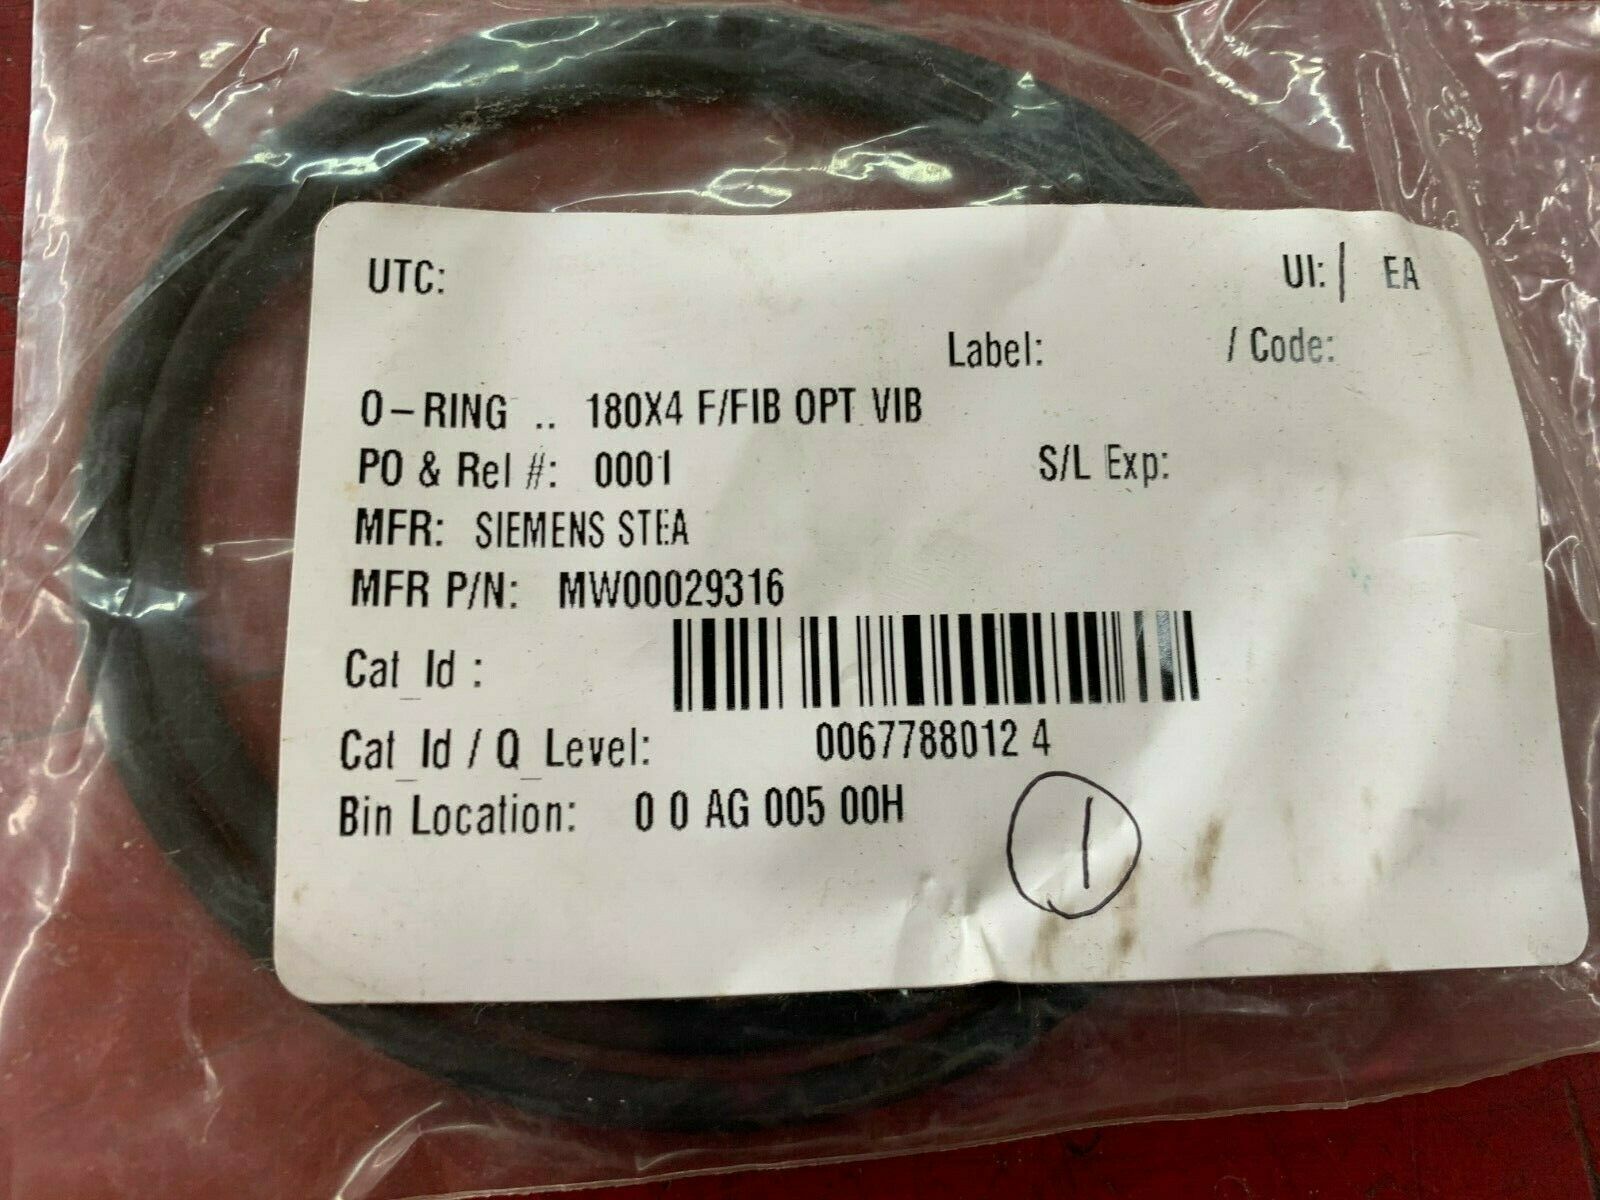 UTC: UI: / EA
Label: / Code:
O-RING .. 180X4 F/FIB OPT VIB
PO & Rel #: 0001 S/L Exp:
MFR: SIEMENS STEA
MFR P/N: MW00029316
Cat_Id :
Cat_Id / Q_Level: 0067788012 4
Bin Location: 0 0 AG 005 00H
1